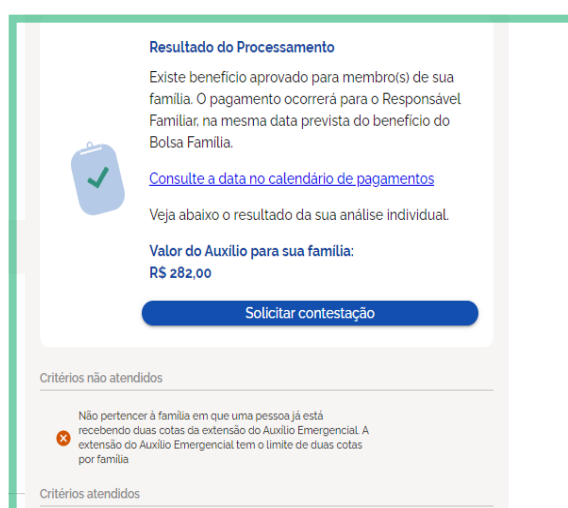 Resultado do Processamento
Existe benefício aprovado para membro(s) de sua
família. O pagamento ocorrerá para o Responsável
Familiar, na mesma data prevista do benefício do
Bolsa Família.
Consulte a data no calendário de pagamentos
Veja abaixo o resultado da sua análise individual.
Valor do Auxílio para sua família:
R$ 282,00
Solicitar contestação
Critérios não atendidos
Não pertencer à família em que uma pessoa já está
recebendo duas cotas da extensão do Auxílio Emergencial. A
extensão do Auxílio Emergencial tem o limite de duas cotas
por família
Critérios atendidos